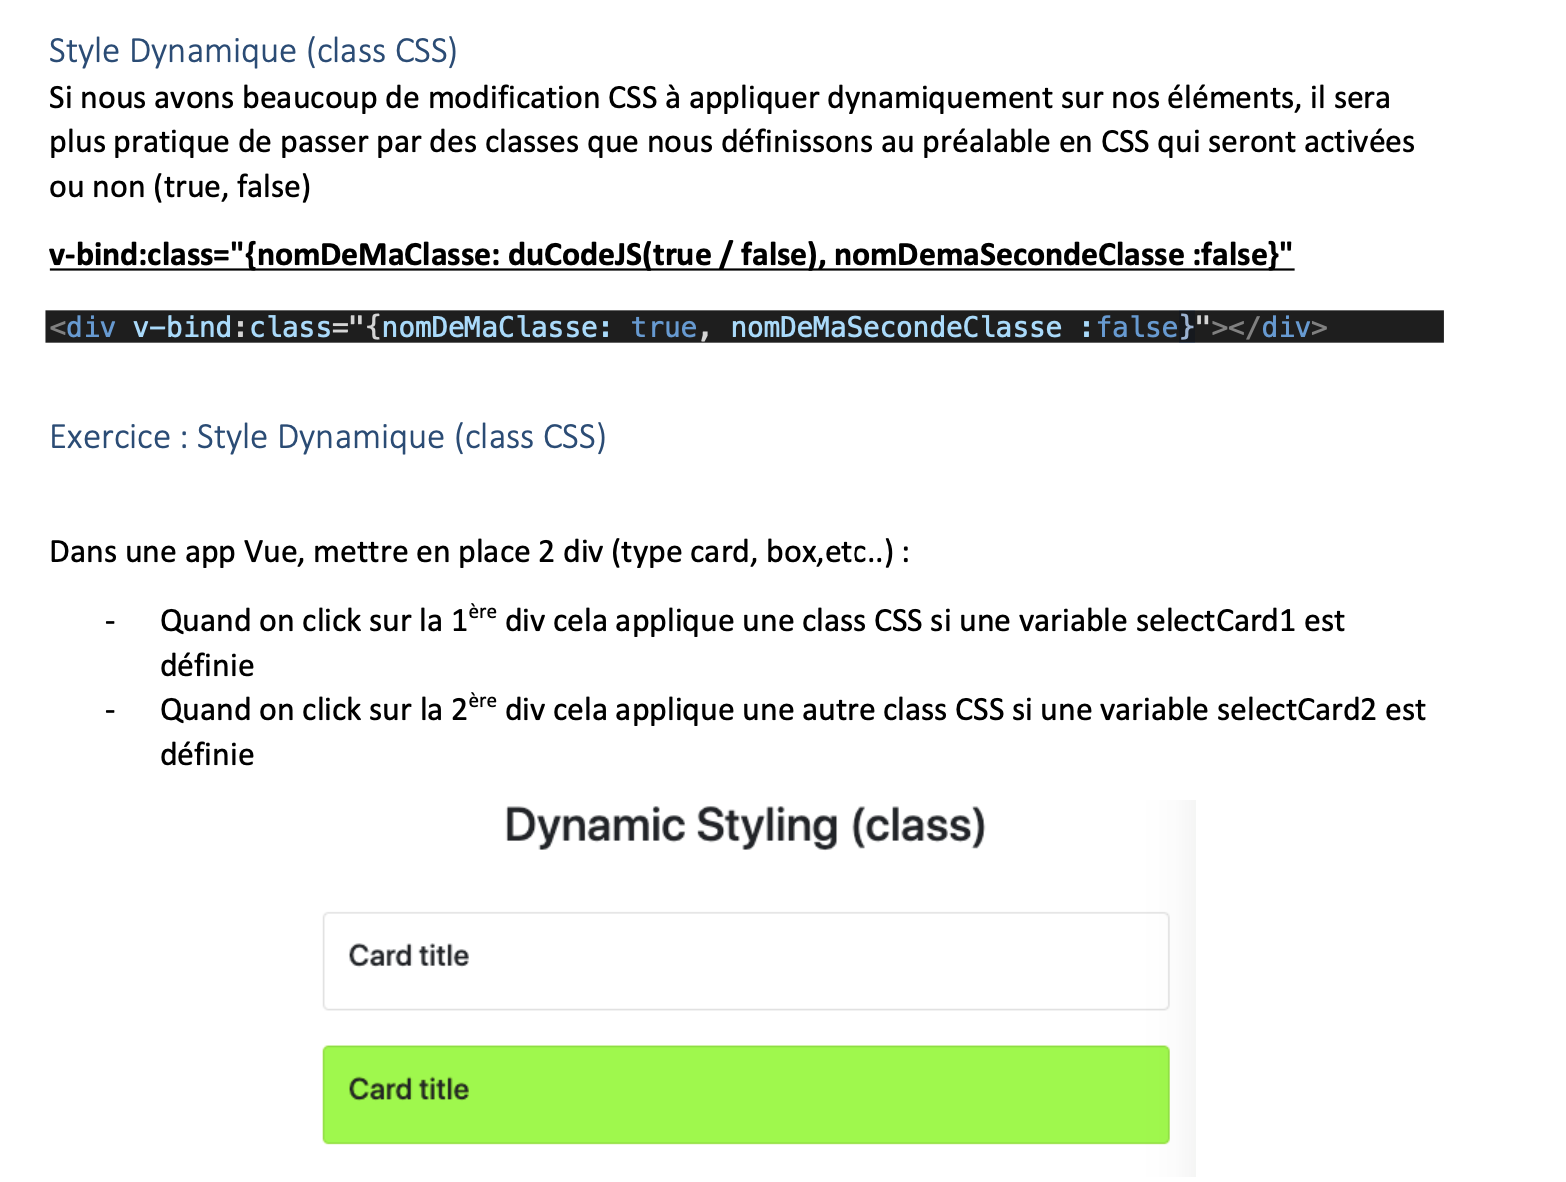 Style Dynamique (class CSS)
Si nous avons beaucoup de modification CSS à appliquer dynamiquement sur nos éléments, il sera
plus pratique de passer par des classes que nous définissons au préalable en CSS qui seront activées
ou non (true, false)
v-bind:class="{nomDeMaClasse: duCodeJS(true / false), nomDemaSecondeClasse :false}"
<div v-bind:class="{nomDeMaClasse: true, nomDeMaSecondeClasse :false}"></div>
Exercice : Style Dynamique (class CSS)
Dans une app Vue, mettre en place 2 div (type card, box,etc..) :
- Quand on click sur la 1ère div cela applique une class CSS si une variable selectCard1 est
définie
- Quand on click sur la 2ère div cela applique une autre class CSS si une variable selectCard2 est
définie
Dynamic Styling (class)
Card title
Card title